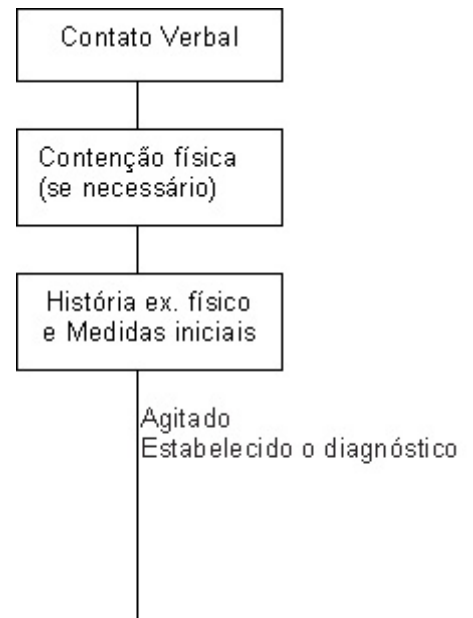 Contato Verbal
Contenção física
(se necessário)
História ex. físico
e Medidas iniciais
Agitado
Estabelecido o diagnóstico